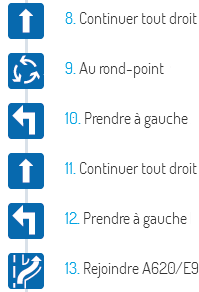 8. Continuer tout droit
9. Au rond-point
10. Prendre à gauche
11. Continuer tout droit
12. Prendre à gauche
13. Rejoindre A620/E9